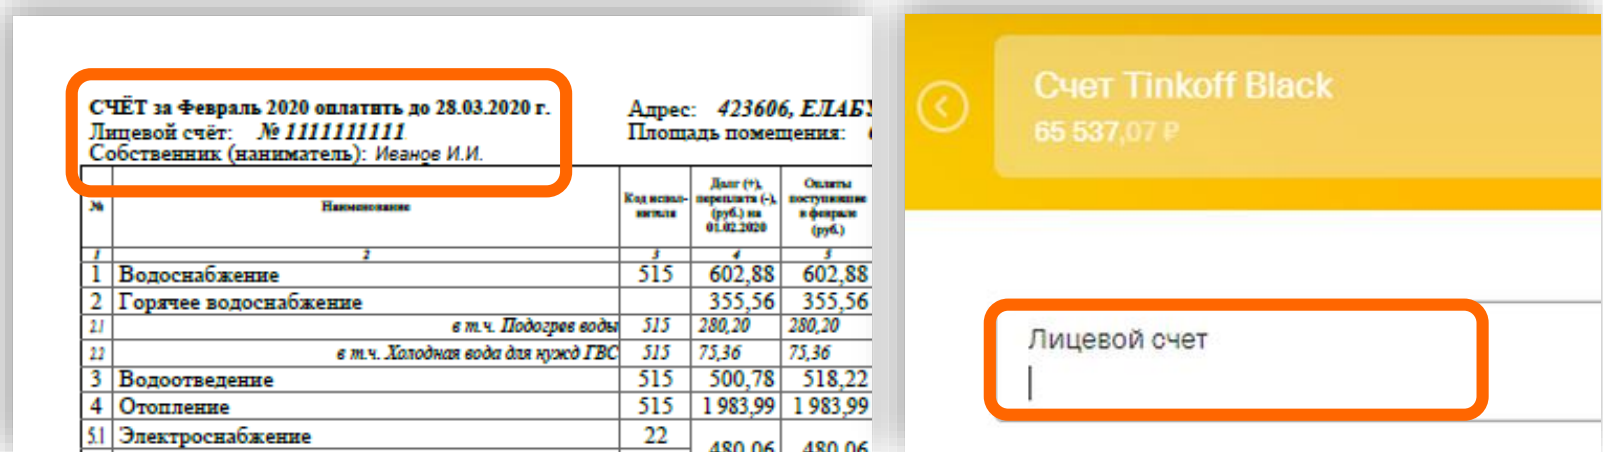 СЧЁТ за Февраль 2020 оплатить до 28.03.2020 г.
Лицевой счёт: № 1111111111
Собственник (наниматель): Иванов И.И.
Адрес: 423606, ЕЛАБУ
Площадь помещения:
№ Наименование Код исполнителя Долг (+), переплата (-), (руб.) на 01.02.2020 Оплаты поступившие в феврале (руб.)
1 2 3 4 5
1 Водоснабжение 515 602,88 602,88
2 Горячее водоснабжение 355,56 355,56
2.1 в т.ч. Подогрев воды 515 280,20 280,20
2.2 в т.ч. Холодная вода для нужд ГВС 515 75,36 75,36
3 Водоотведение 515 500,78 518,22
4 Отопление 515 1 983,99 1 983,99
5.1 Электроснабжение 22 480,06 480,06
Счет Tinkoff Black
65 537,07 ₽
Лицевой счет